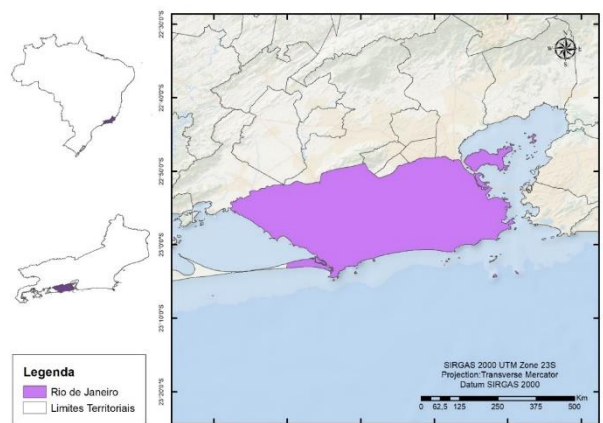 22°30'0"S
22°40'0"S
22°50'0"S
23°0'0"S
23°10'0"S
23°20'0"S
Legenda
Rio de Janeiro
Limites Territoriais
SIRGAS 2000 UTM Zone 23S
Projection:Transverse Mercator
Datum SIRGAS 2000
Km
0 62,5 125 250 375 500